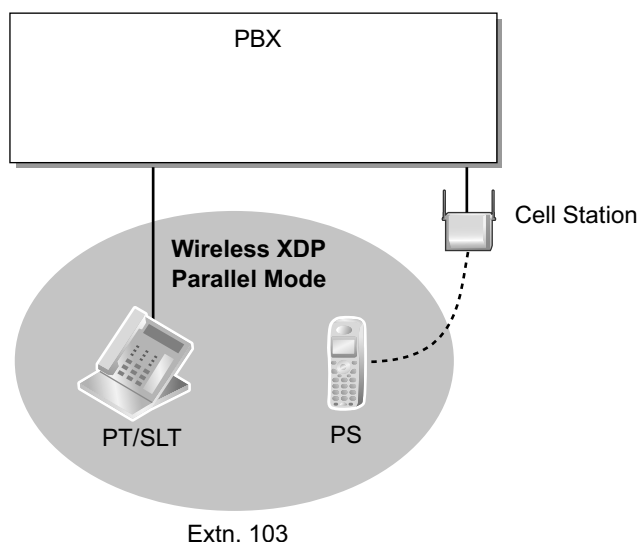 PBX
Cell Station
Wireless XDP
Parallel Mode
PT/SLT
PS
Extn. 103